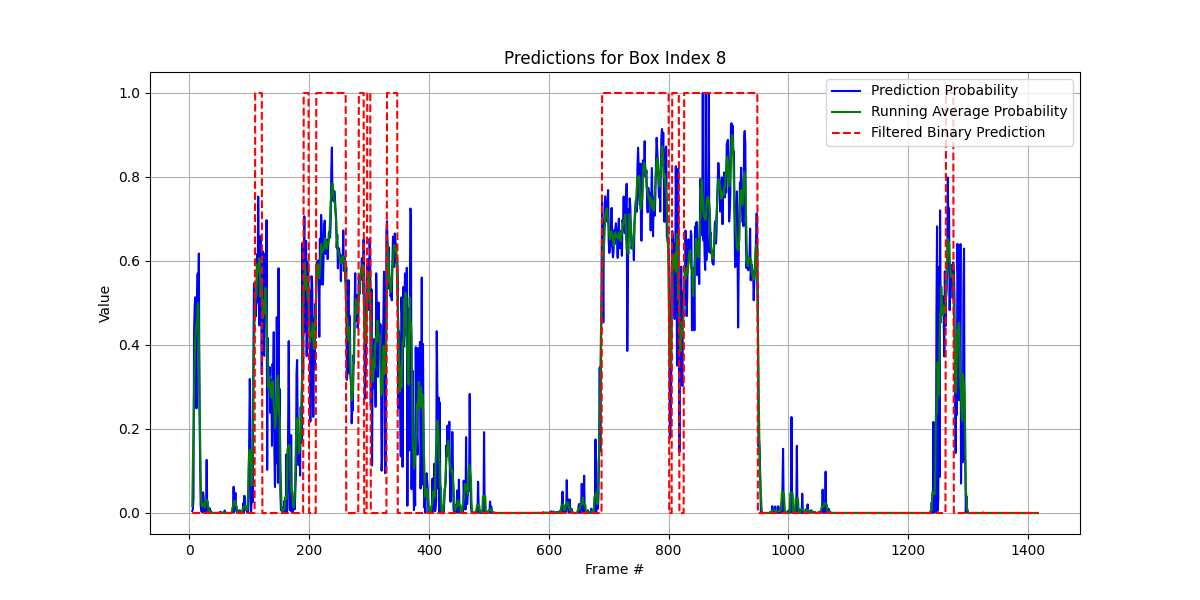 Predictions for Box Index 8
Value
1.0
0.8
0.6
0.4
0.2
0.0
Prediction Probability
Running Average Probability
Filtered Binary Prediction
0 200 400 600 800 1000 1200 1400
Frame #